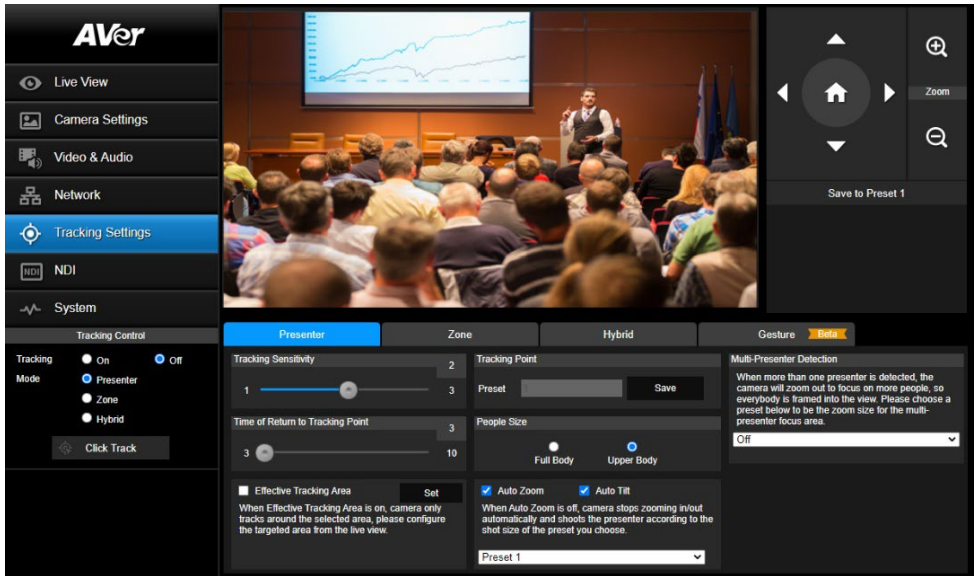 AVer
Live View
Camera Settings
Video & Audio
Network
Tracking Settings
NDI
NDI
System
Tracking Control
Tracking
On
Off
Mode
Presenter
Zone
Hybrid
Click Track
Zoom
Save to Preset 1
Presenter
Zone
Hybrid
Gesture
Beta
Tracking Sensitivity
2
1
3
Time of Return to Tracking Point
3
3
10
Effective Tracking Area
Set
When Effective Tracking Area is on, camera only
tracks around the selected area, please configure
the targeted area from the live view.
Tracking Point
Preset
Save
People Size
Full Body
Upper Body
Auto Zoom
Auto Tilt
When Auto Zoom is off, camera stops zooming in/out
automatically and shoots the presenter according to the
shot size of the preset you choose.
Preset 1
Multi-Presenter Detection
When more than one presenter is detected, the
camera will zoom out to focus on more people, so
everybody is framed into the view. Please choose a
preset below to be the zoom size for the multi-
presenter focus area.
Off